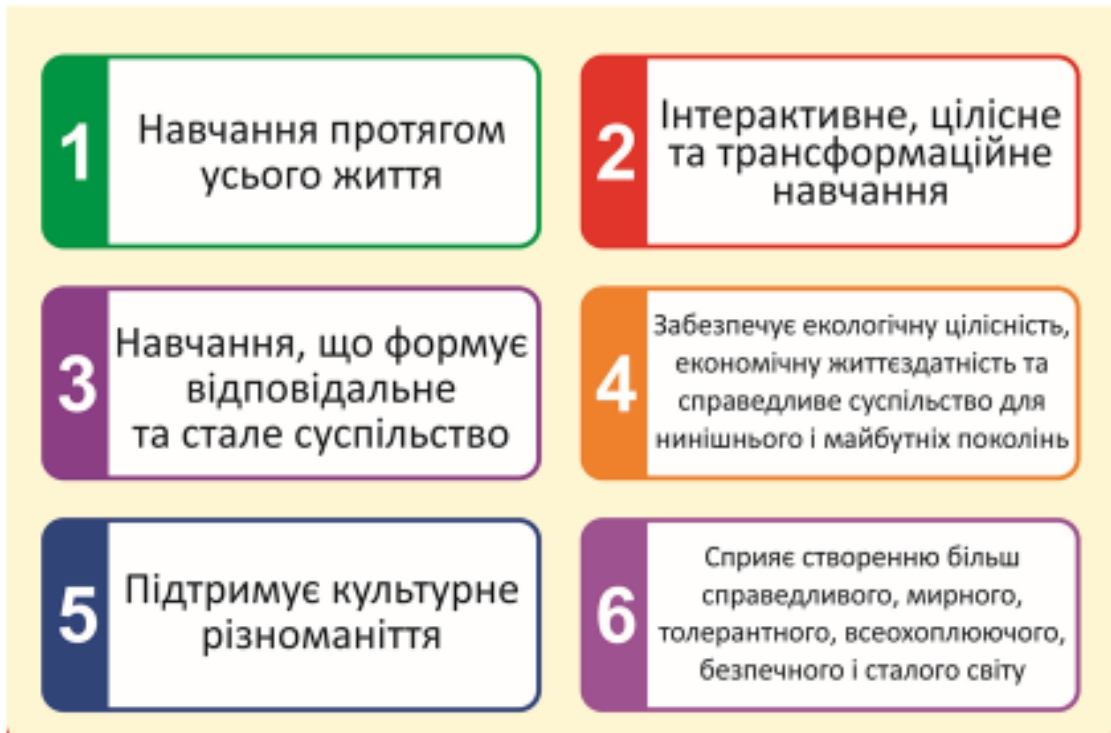 1
Навчання протягом
усього життя
2
Інтерактивне, цілісне
та трансформаційне
навчання
3
Навчання, що формує
відповідальне
та стале суспільство
4
Забезпечує екологічну цілісність,
економічну життєздатність та
справедливе суспільство для
нинішнього і майбутніх поколінь
5
Підтримує культурне
різноманіття
6
Сприяє створенню більш
справедливого, мирного,
толерантного, всеохоплюючого,
безпечного і сталого світу